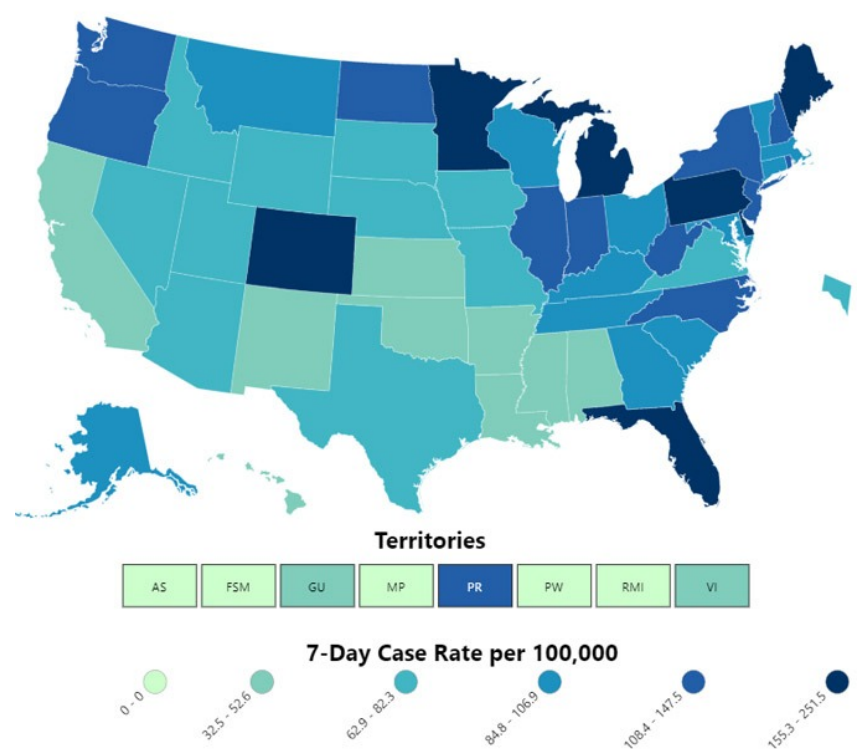 Territories
AS FSM GU MP PR PW RMI VI
7-Day Case Rate per 100,000
0 - 0 32.5 - 52.6 62.9 - 82.3 84.8 - 106.9 108.4 - 147.5 155.3 - 251.5